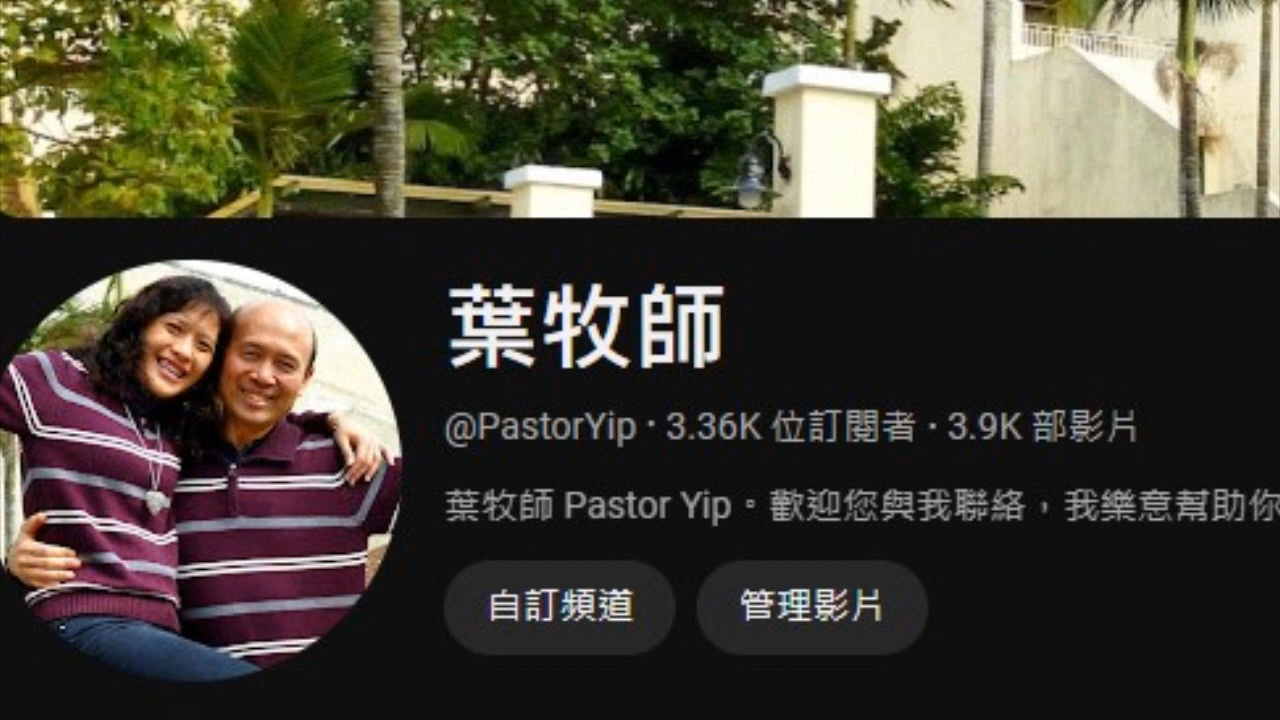 葉牧師
@PastorYip · 3.36K 位訂閱者 · 3.9K 部影片
葉牧師 Pastor Yip。歡迎您與我聯絡，我樂意幫助你
自訂頻道
管理影片